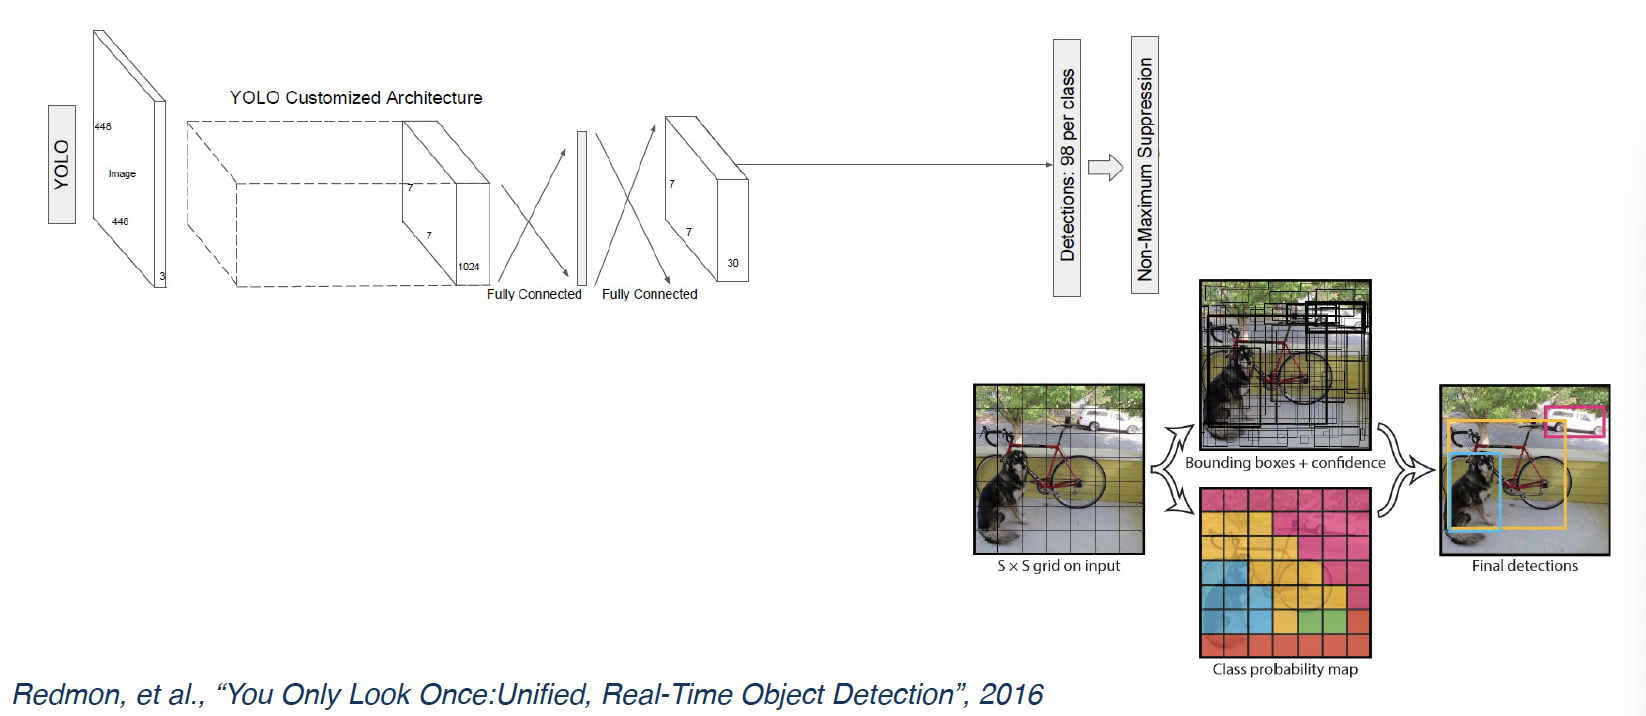 YOLO Customized Architecture
YOLO
448
Image
448
3
7
7
1024
Fully Connected
Fully Connected
7
7
30
Detections: 98 per class
Non-Maximum Suppression
S × S grid on input
Bounding boxes + confidence
Class probability map
Final detections
Redmon, et al., “You Only Look Once:Unified, Real-Time Object Detection”, 2016